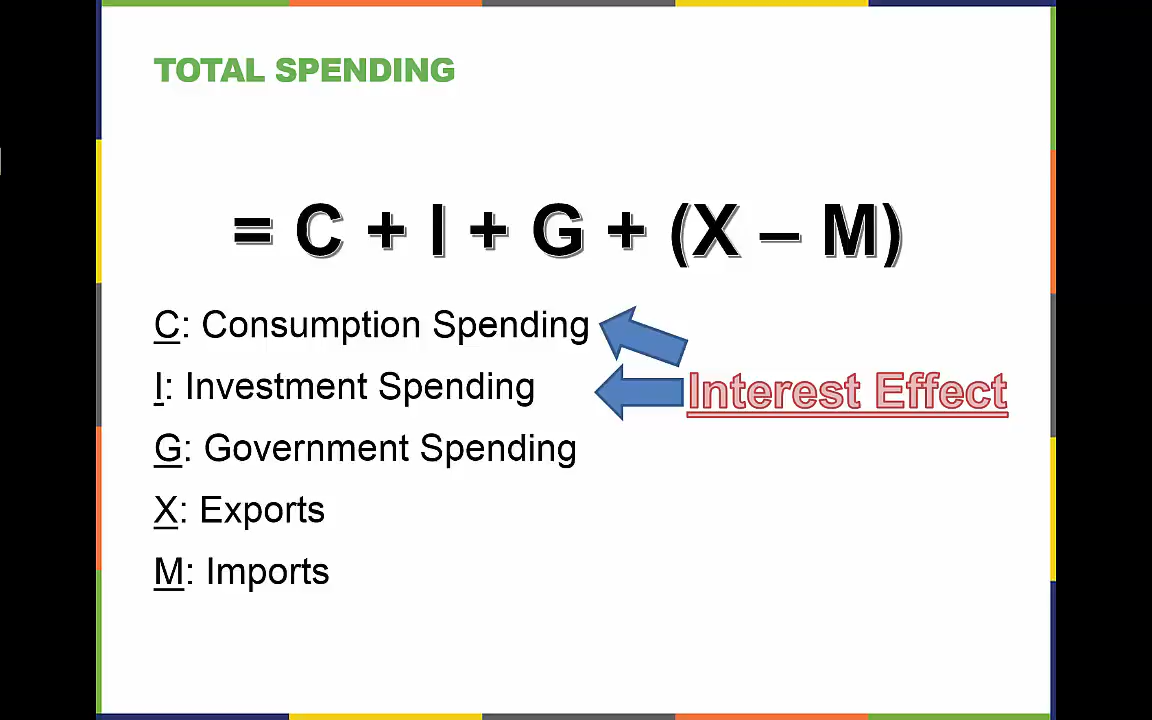 TOTAL SPENDING
= C + I + G + (X – M)
C: Consumption Spending
I: Investment Spending
Interest Effect
G: Government Spending
X: Exports
M: Imports